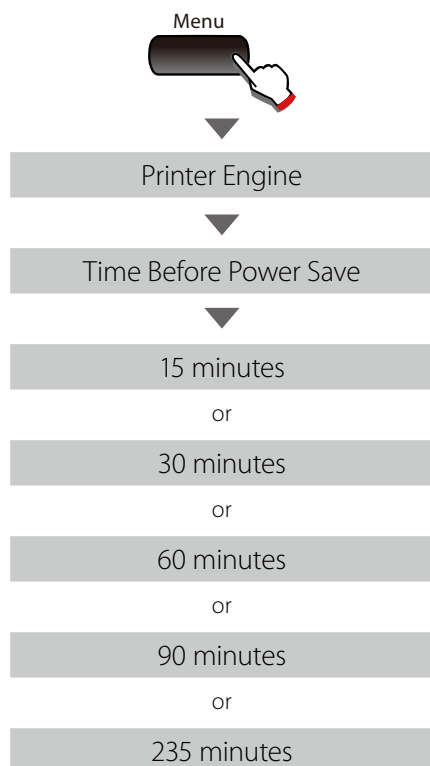 Menu
Printer Engine
Time Before Power Save
15 minutes
or
30 minutes
or
60 minutes
or
90 minutes
or
235 minutes